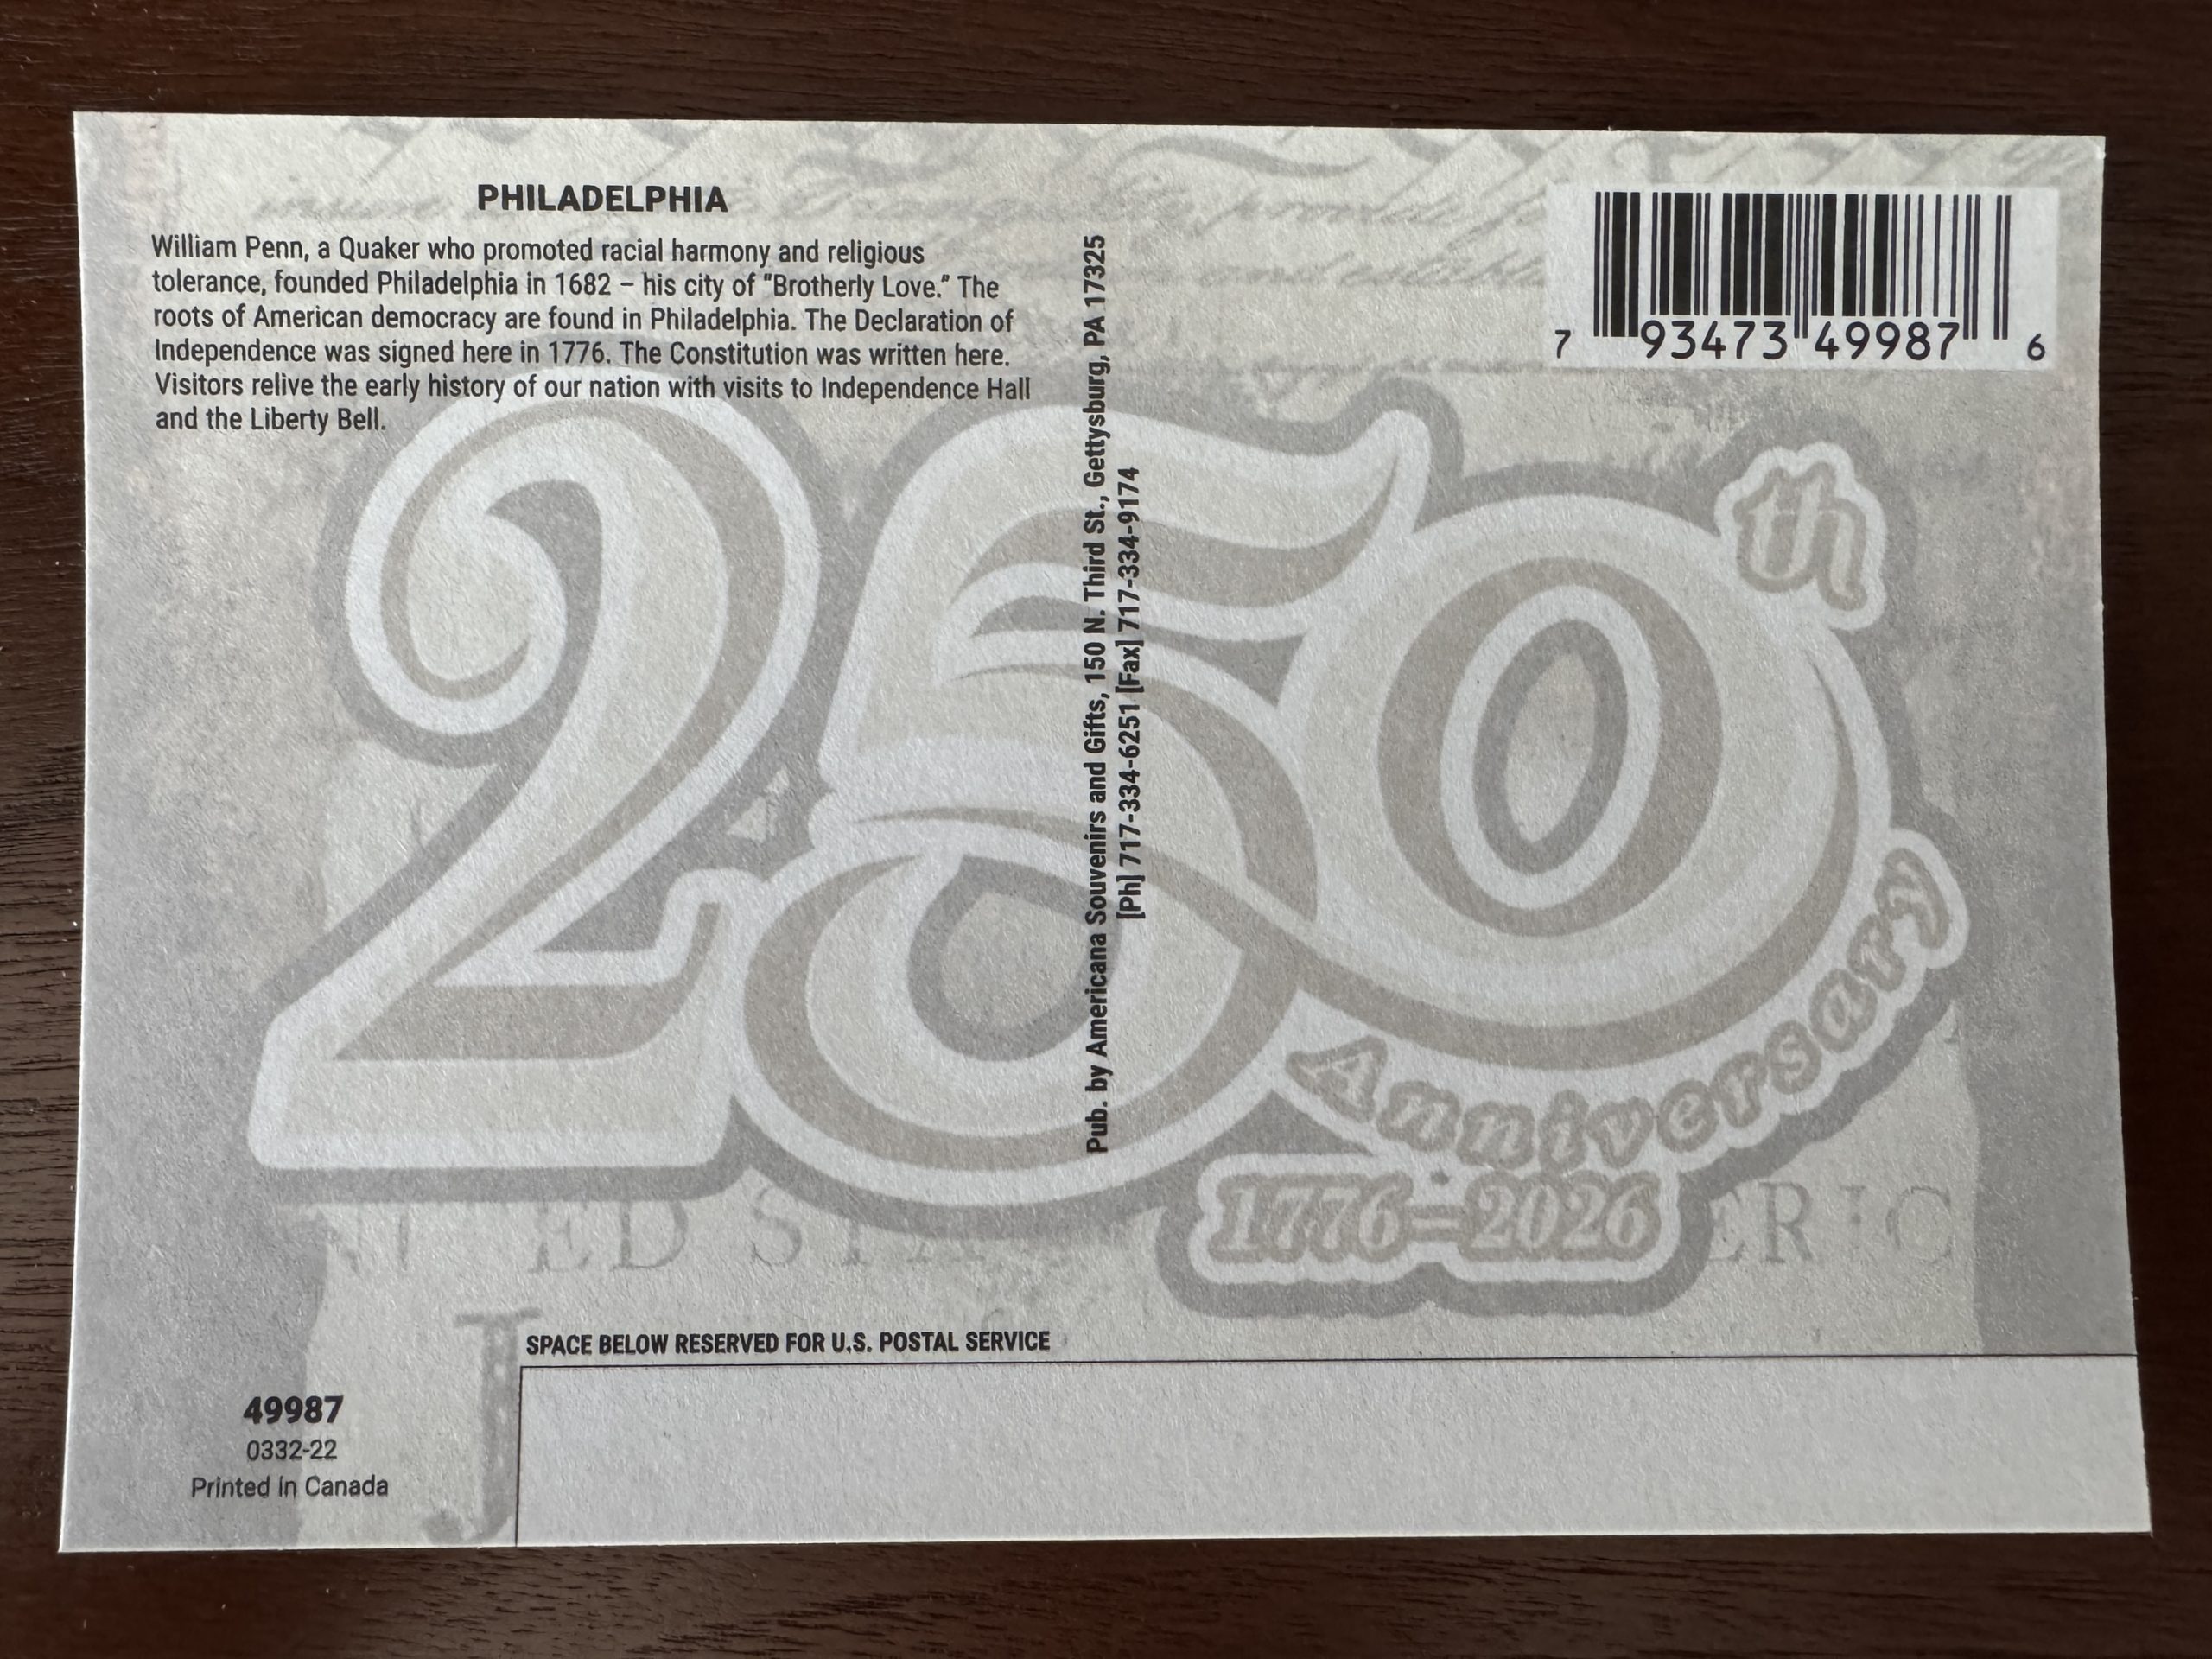 PHILADELPHIA
William Penn, a Quaker who promoted racial harmony and religious
tolerance, founded Philadelphia in 1682 – his city of "Brotherly Love." The
roots of American democracy are found in Philadelphia. The Declaration of
Independence was signed here in 1776. The Constitution was written here.
Visitors relive the early history of our nation with visits to Independence Hall
and the Liberty Bell.
Pub. by Americana Souvenirs and Gifts, 150 N. Third St., Gettysburg, PA 17325
[Ph] 717-334-6251 [Fax] 717-334-9174
7 93473 49987 6
250th
Anniversary
1776-2026
SPACE BELOW RESERVED FOR U.S. POSTAL SERVICE
49987
0332-22
Printed in Canada